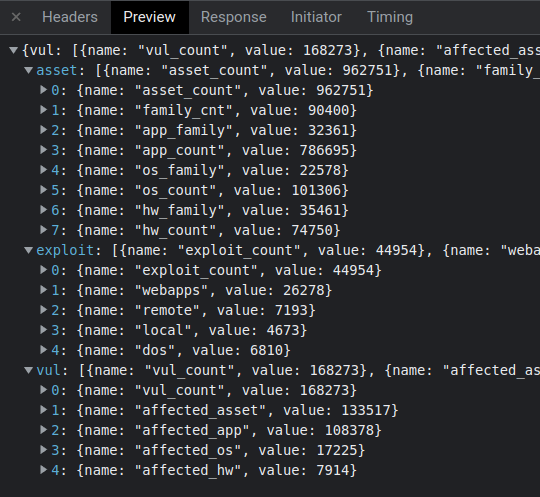 × Headers Preview Response Initiator Timing
▼{vul: [{name: "vul_count", value: 168273}, {name: "affected_ass
▼asset: [{name: "asset_count", value: 962751}, {name: "family_
▶0: {name: "asset_count", value: 962751}
▶1: {name: "family_cnt", value: 90400}
▶2: {name: "app_family", value: 32361}
▶3: {name: "app_count", value: 786695}
▶4: {name: "os_family", value: 22578}
▶5: {name: "os_count", value: 101306}
▶6: {name: "hw_family", value: 35461}
▶7: {name: "hw_count", value: 74750}
▼exploit: [{name: "exploit_count", value: 44954}, {name: "weba
▶0: {name: "exploit_count", value: 44954}
▶1: {name: "webapps", value: 26278}
▶2: {name: "remote", value: 7193}
▶3: {name: "local", value: 4673}
▶4: {name: "dos", value: 6810}
▼vul: [{name: "vul_count", value: 168273}, {name: "affected_as
▶0: {name: "vul_count", value: 168273}
▶1: {name: "affected_asset", value: 133517}
▶2: {name: "affected_app", value: 108378}
▶3: {name: "affected_os", value: 17225}
▶4: {name: "affected_hw", value: 7914}